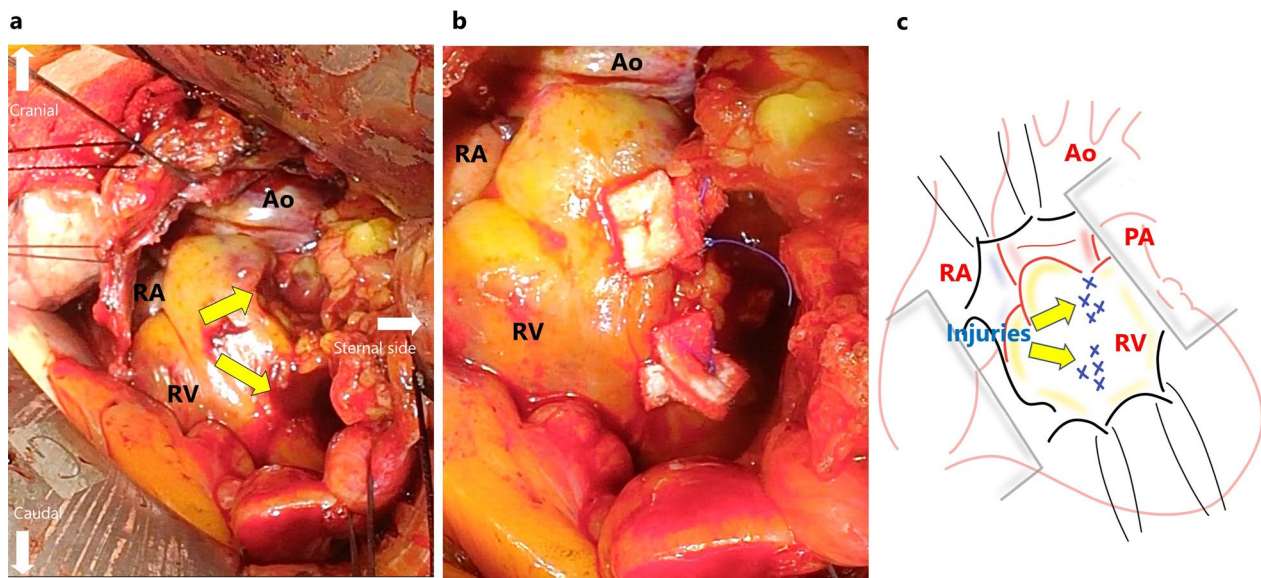 a
Cranial
Ao
RA
RV
Sternal side
Caudal
b
Ao
RA
RV
c
Ao
PA
RA
Injuries
RV